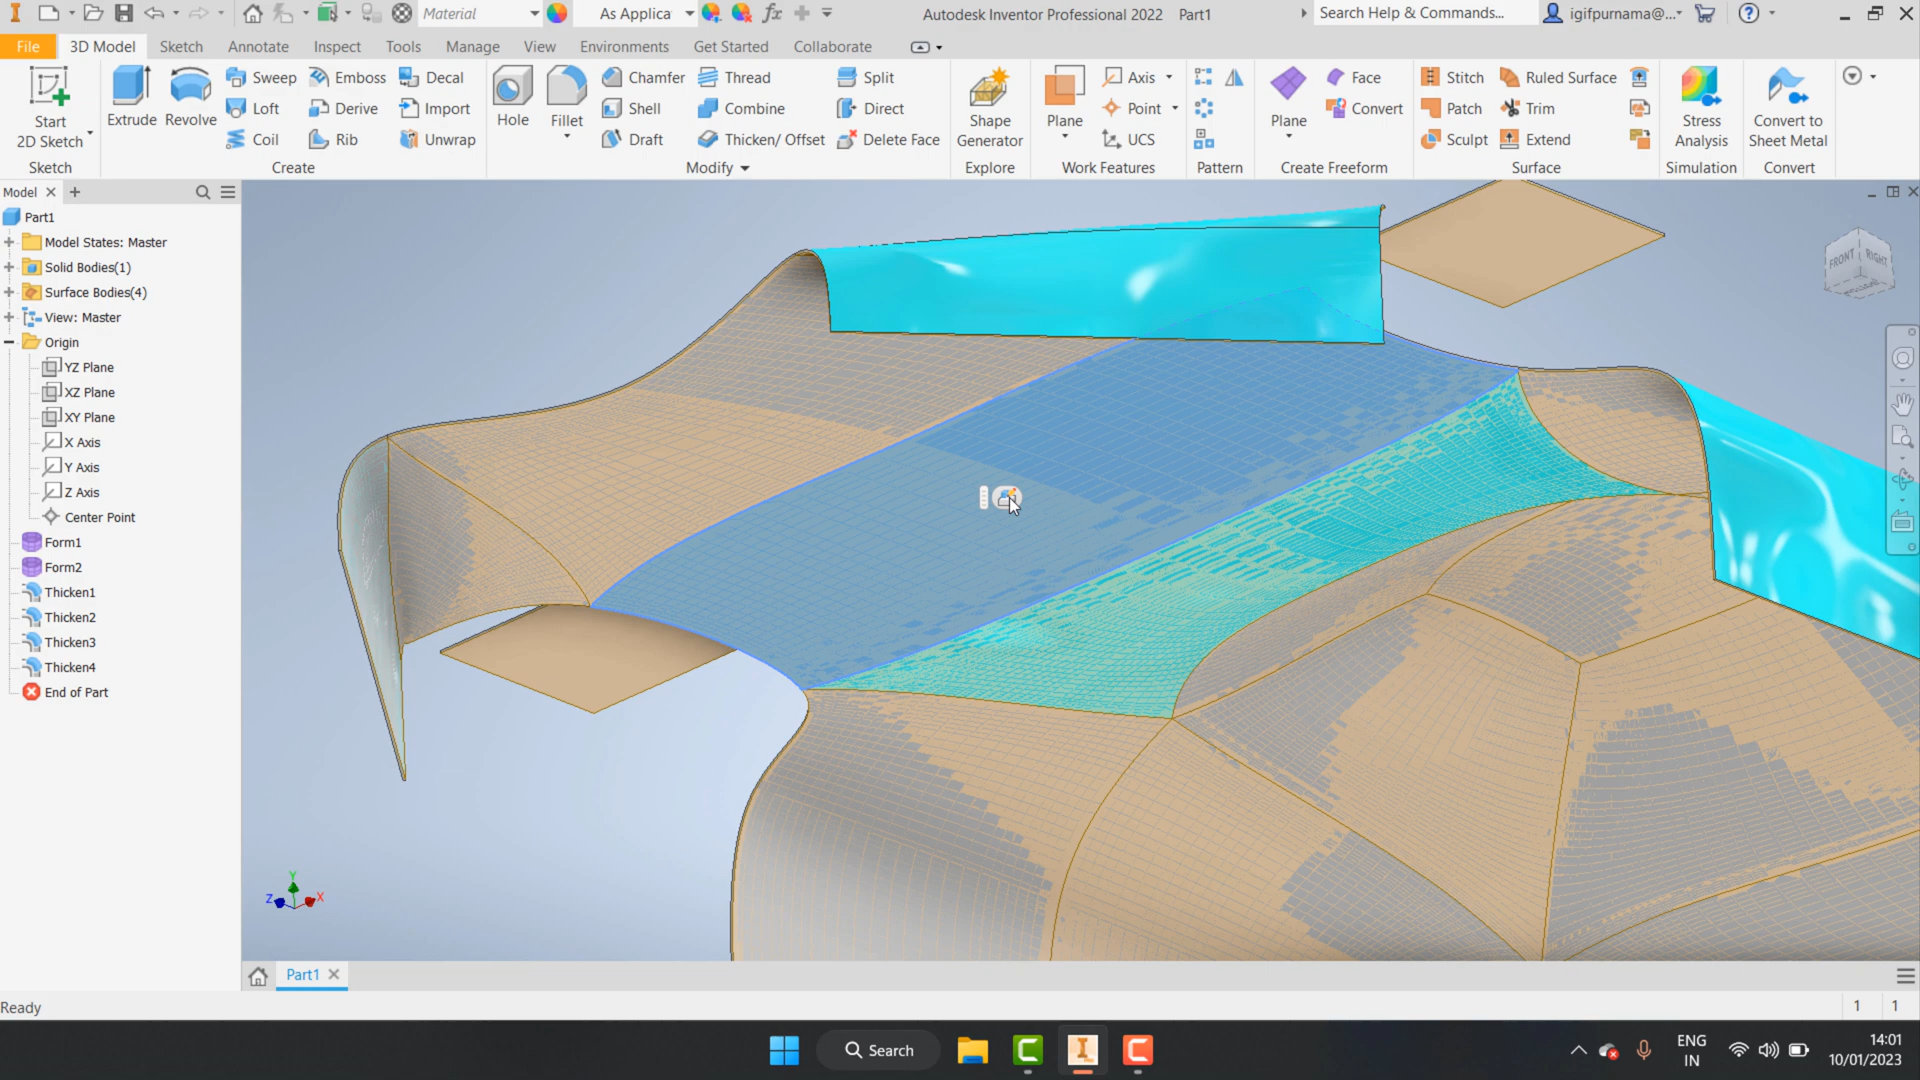 Material
As Applica
Autodesk Inventor Professional 2022 Part1
Search Help & Commands...
igifpurnama@...
File 3D Model Sketch Annotate Inspect Tools Manage View Environments Get Started Collaborate
Start
2D Sketch
Sketch
Extrude
Revolve
Sweep Emboss Decal
Loft Derive Import
Coil Rib Unwrap
Create
Hole
Fillet
Chamfer Thread Split
Shell Combine Direct
Draft Thicken/ Offset Delete Face
Modify
Shape
Generator
Explore
Plane
Axis
Point
UCS
Work Features
Pattern
Plane
Face
Convert
Create Freeform
Stitch Ruled Surface
Patch Trim
Sculpt Extend
Surface
Stress
Analysis
Simulation
Convert to
Sheet Metal
Convert
Model
Part1
Model States: Master
Solid Bodies(1)
Surface Bodies(4)
View: Master
Origin
YZ Plane
XZ Plane
XY Plane
X Axis
Y Axis
Z Axis
Center Point
Form1
Form2
Thicken1
Thicken2
Thicken3
Thicken4
End of Part
FRONT RIGHT
Y
Z X
Part1
Ready
1 1
Search
ENG
IN
14:01
10/01/2023